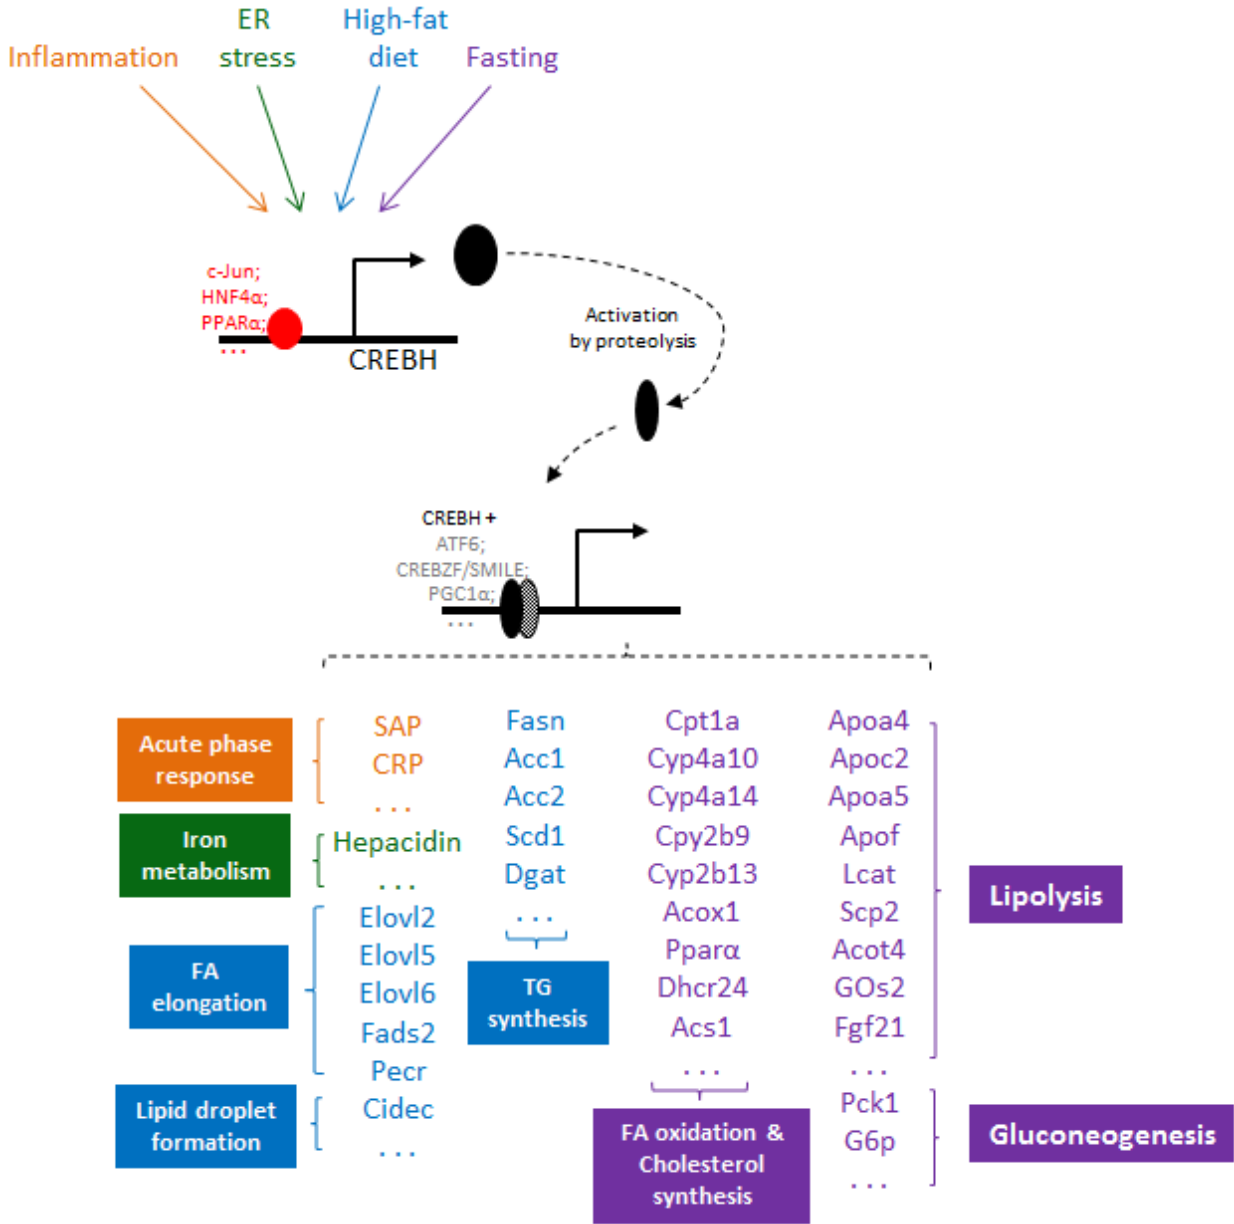 Inflammation
ER
stress
High-fat
diet
Fasting
c-Jun;
HNF4α;
PPARα;
...
CREBH
Activation
by proteolysis
CREBH +
ATF6;
CREBZF/SMILE;
PGC1α;
...
Acute phase
response
SAP
CRP
...
Iron
metabolism
Hepacidin
...
FA
elongation
Elovl2
Elovl5
Elovl6
Fads2
Pecr
Lipid droplet
formation
Cidec
...
Fasn
Acc1
Acc2
Scd1
Dgat
...
TG
synthesis
Cpt1a
Cyp4a10
Cyp4a14
Cpy2b9
Cyp2b13
Acox1
Pparα
Dhcr24
Acs1
...
FA oxidation &
Cholesterol
synthesis
Apoa4
Apoc2
Apoa5
Apof
Lcat
Scp2
Acot4
GOs2
Fgf21
...
Lipolysis
Pck1
G6p
...
Gluconeogenesis